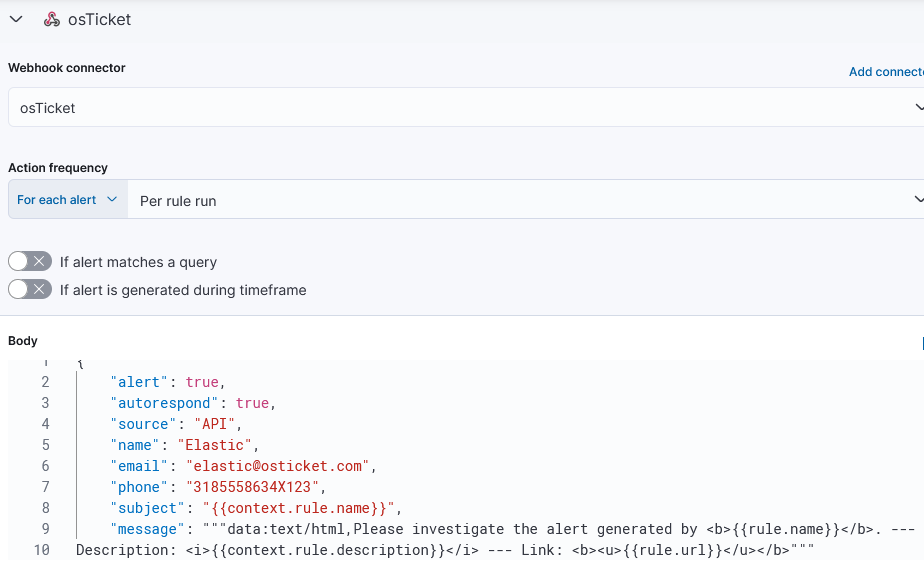 osTicket
Webhook connector
Add connect
osTicket
Action frequency
For each alert
Per rule run
If alert matches a query
If alert is generated during timeframe
Body
1 {
2 "alert": true,
3 "autorespond": true,
4 "source": "API",
5 "name": "Elastic",
6 "email": "elastic@osticket.com",
7 "phone": "3185558634X123",
8 "subject": "{{context.rule.name}}",
9 "message": """data:text/html,Please investigate the alert generated by <b>{{rule.name}}</b>. ---
10 Description: <i>{{context.rule.description}}</i> --- Link: <b><u>{{rule.url}}</u></b>"""